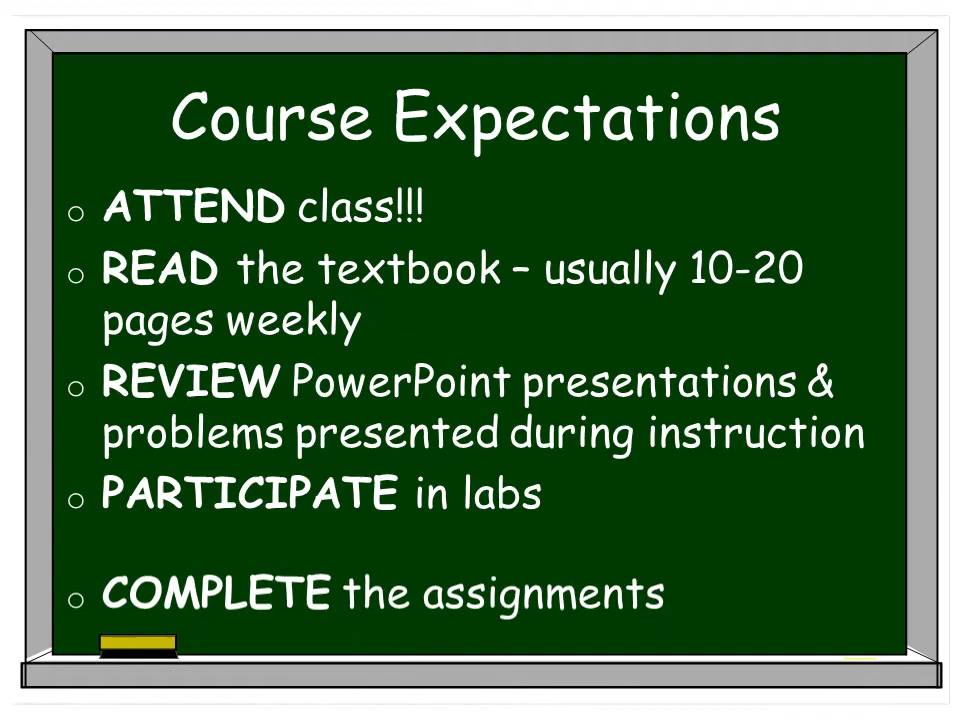 Course Expectations
o ATTEND class!!!
o READ the textbook – usually 10-20
pages weekly
o REVIEW PowerPoint presentations &
problems presented during instruction
o PARTICIPATE in labs
o COMPLETE the assignments